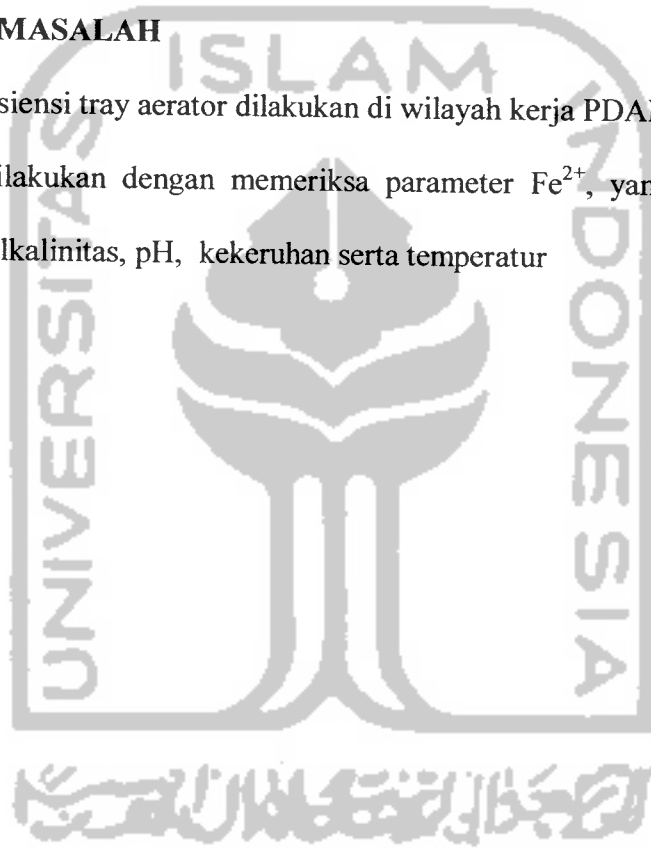 MASALAH
siensi tray aerator dilakukan di wilayah kerja PDA
ilakukan dengan memeriksa parameter Fe²⁺, yan
lkalinitas, pH, kekeruhan serta temperatur
UNIVERSITAS
ISLAM
INDONESIA